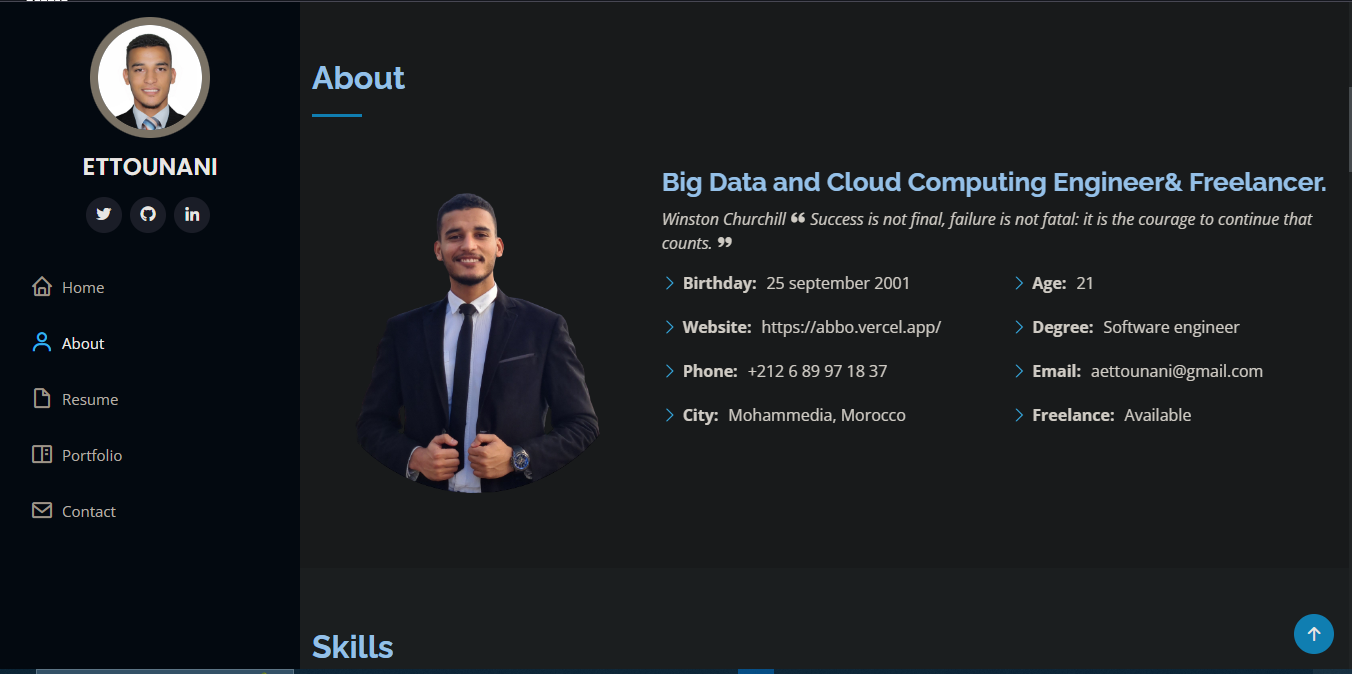 ETTOUNANI
Home
About
Resume
Portfolio
Contact
About
Big Data and Cloud Computing Engineer& Freelancer.
Winston Churchill ❝ Success is not final, failure is not fatal: it is the courage to continue that
counts. ❞
Birthday: 25 september 2001
Age: 21
Website: https://abbo.vercel.app/
Degree: Software engineer
Phone: +212 6 89 97 18 37
Email: aettounani@gmail.com
City: Mohammedia, Morocco
Freelance: Available
Skills